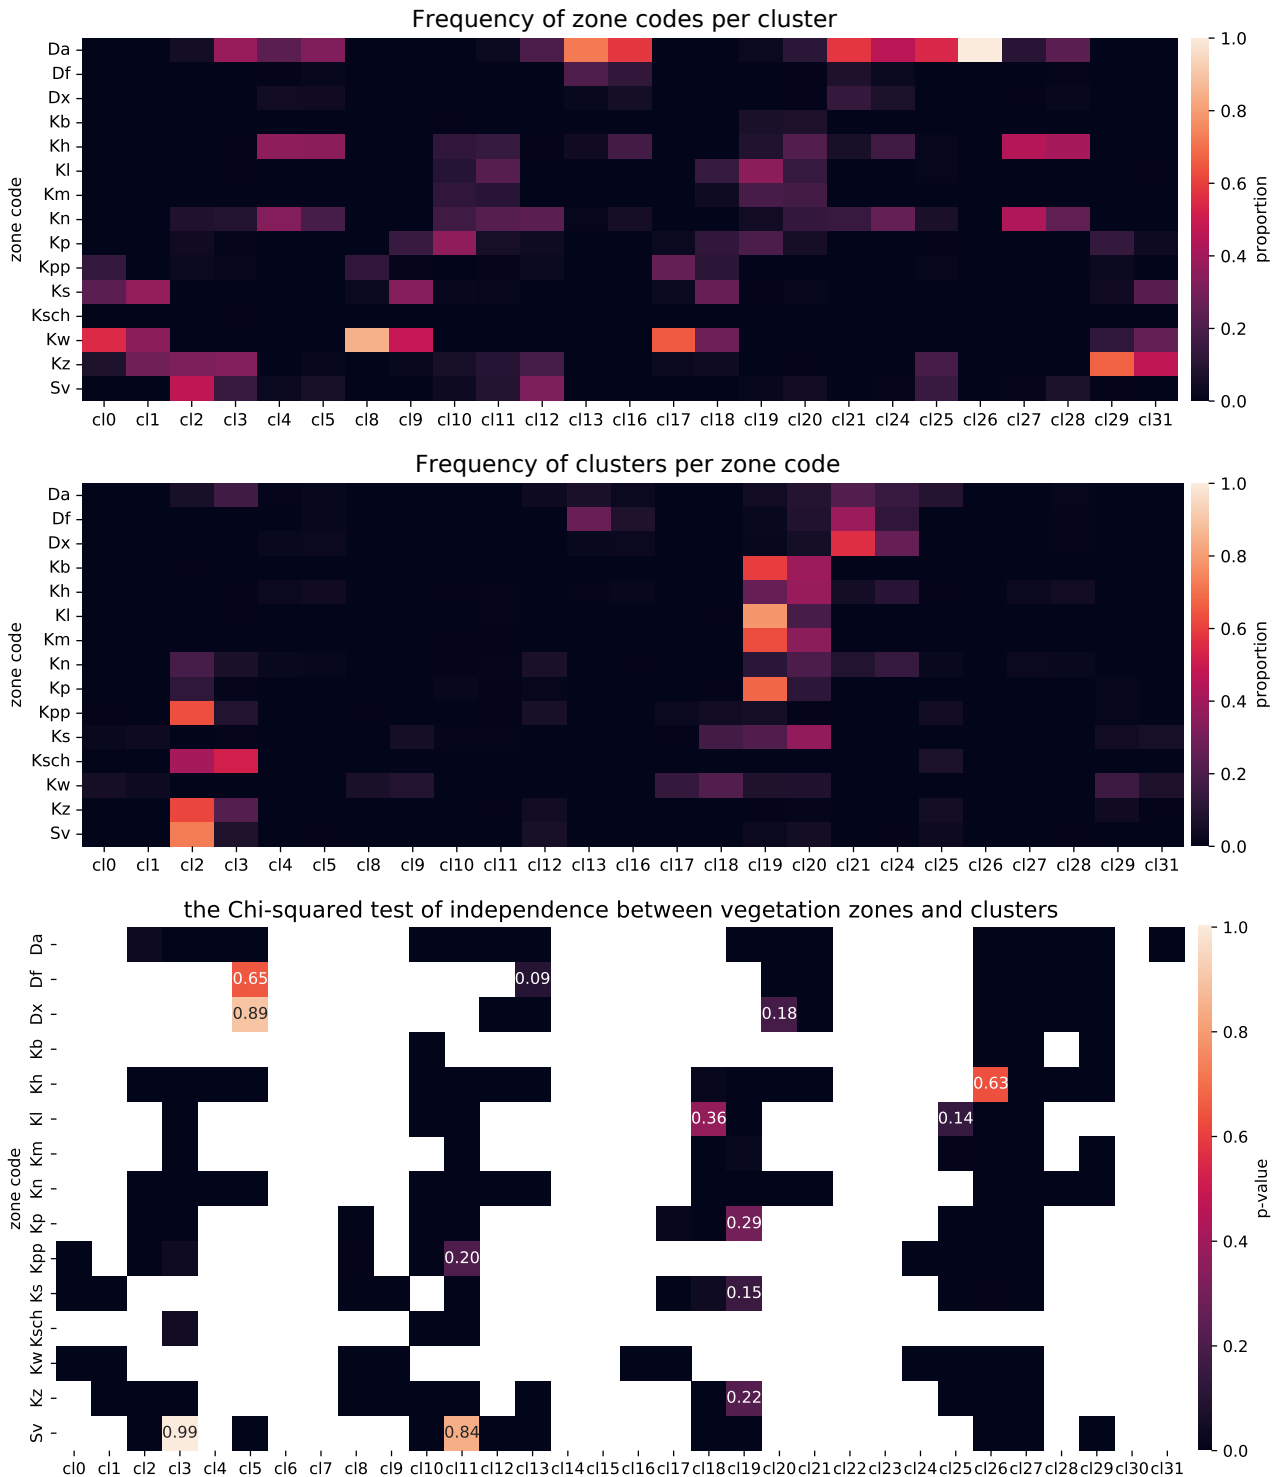 Frequency of zone codes per cluster
Da
Df
Dx
Kb
Kh
Kl
Km
Kn
Kp
Kpp
Ks
Ksch
Kw
Kz
Sv
zone code
cl0 cl1 cl2 cl3 cl4 cl5 cl8 cl9 cl10 cl11 cl12 cl13 cl16 cl17 cl18 cl19 cl20 cl21 cl24 cl25 cl26 cl27 cl28 cl29 cl31
1.0
0.8
0.6
0.4
0.2
0.0
proportion
Frequency of clusters per zone code
Da
Df
Dx
Kb
Kh
Kl
Km
Kn
Kp
Kpp
Ks
Ksch
Kw
Kz
Sv
zone code
cl0 cl1 cl2 cl3 cl4 cl5 cl8 cl9 cl10 cl11 cl12 cl13 cl16 cl17 cl18 cl19 cl20 cl21 cl24 cl25 cl26 cl27 cl28 cl29 cl31
1.0
0.8
0.6
0.4
0.2
0.0
proportion
the Chi-squared test of independence between vegetation zones and clusters
Da
Df 0.65 0.09
Dx 0.89 0.18
Kb
Kh 0.63
Kl 0.36 0.14
Km
Kn
Kp 0.29
Kpp 0.20
Ks 0.15
Ksch
Kw
Kz 0.22
Sv 0.99 0.84
zone code
cl0 cl1 cl2 cl3 cl4 cl5 cl6 cl7 cl8 cl9 cl10 cl11 cl12 cl13 cl14 cl15 cl16 cl17 cl18 cl19 cl20 cl21 cl22 cl23 cl24 cl25 cl26 cl27 cl28 cl29 cl30 cl31
1.0
0.8
0.6
0.4
0.2
0.0
p-value